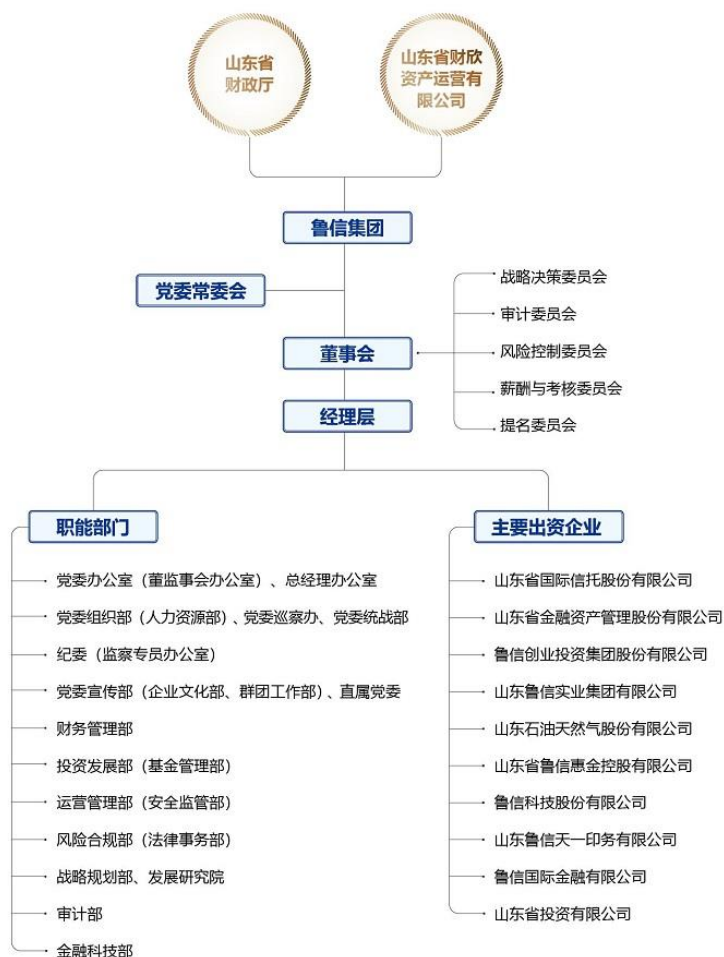 山东省
财政厅
山东省财欣
资产运营有
限公司
鲁信集团
党委常委会
董事会
战略决策委员会
审计委员会
风险控制委员会
薪酬与考核委员会
提名委员会
经理层
职能部门
党委办公室（董监事会办公室）、总经理办公室
党委组织部（人力资源部）、党委巡察办、党委统战部
纪委（监察专员办公室）
党委宣传部（企业文化部、群团工作部）、直属党委
财务管理部
投资发展部（基金管理部）
运营管理部（安全监管部）
风险合规部（法律事务部）
战略规划部、发展研究院
审计部
金融科技部
主要出资企业
山东省国际信托股份有限公司
山东省金融资产管理股份有限公司
鲁信创业投资集团股份有限公司
山东鲁信实业集团有限公司
山东石油天然气股份有限公司
山东省鲁信惠金控股有限公司
鲁信科技股份有限公司
山东鲁信天一印务有限公司
鲁信国际金融有限公司
山东省投资有限公司